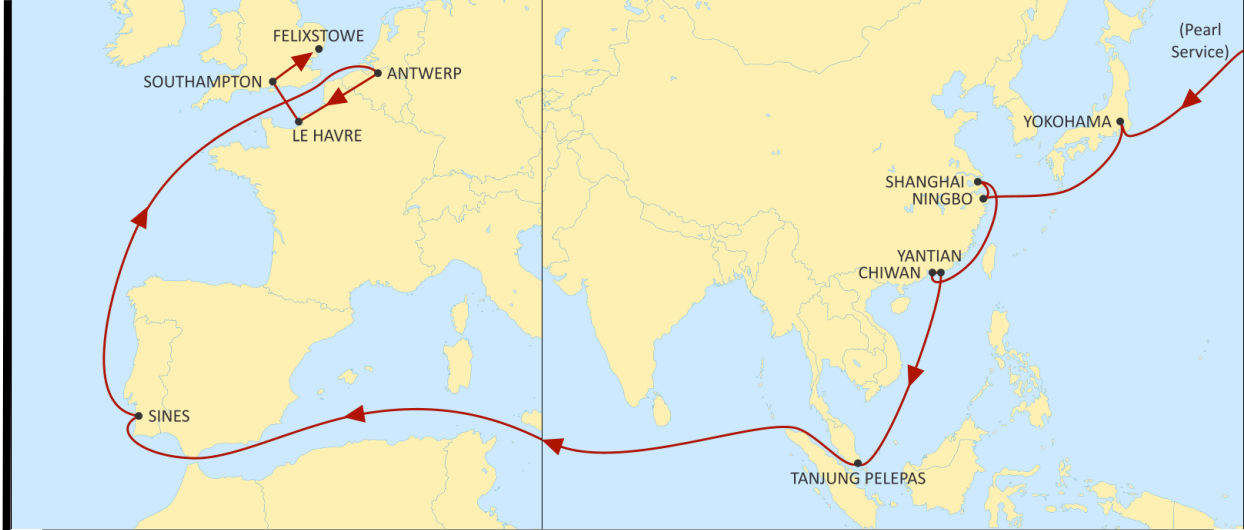 FELIXSTOWE
SOUTHAMPTON
ANTWERP
LE HAVRE
SINES
(Pearl
Service)
YOKOHAMA
SHANGHAI
NINGBO
YANTIAN
CHIWAN
TANJUNG PELEPAS